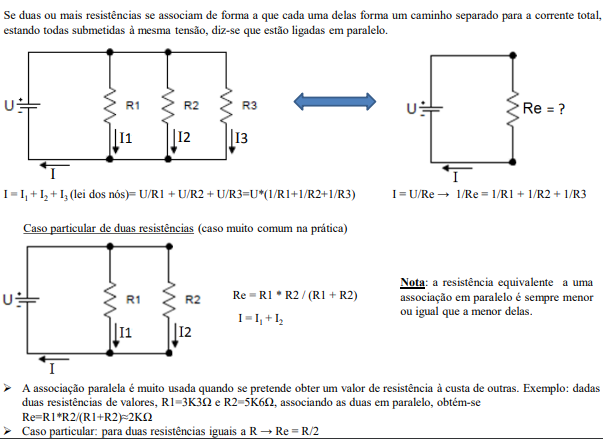 Se duas ou mais resistências se associam de forma a que cada uma delas forma um caminho separado para a corrente total,
estando todas submetidas à mesma tensão, diz-se que estão ligadas em paralelo.
U + - R1 R2 R3 U + - Re = ?
I1 I2 I3
I I
I = I₁ + I₂ + I₃ (lei dos nós)= U/R1 + U/R2 + U/R3=U*(1/R1+1/R2+1/R3) I = U/Re → 1/Re = 1/R1 + 1/R2 + 1/R3
Caso particular de duas resistências (caso muito comum na prática)
U + - R1 R2
I1 I2
I
Re = R1 * R2 / (R1 + R2)
I = I₁ + I₂
Nota: a resistência equivalente a uma
associação em paralelo é sempre menor
ou igual que a menor delas.
➢ A associação paralela é muito usada quando se pretende obter um valor de resistência à custa de outras. Exemplo: dadas
duas resistências de valores, R1=3K3Ω e R2=5K6Ω, associando as duas em paralelo, obtém-se
Re=R1*R2/(R1+R2)≈2KΩ
➢ Caso particular: para duas resistências iguais a R → Re = R/2